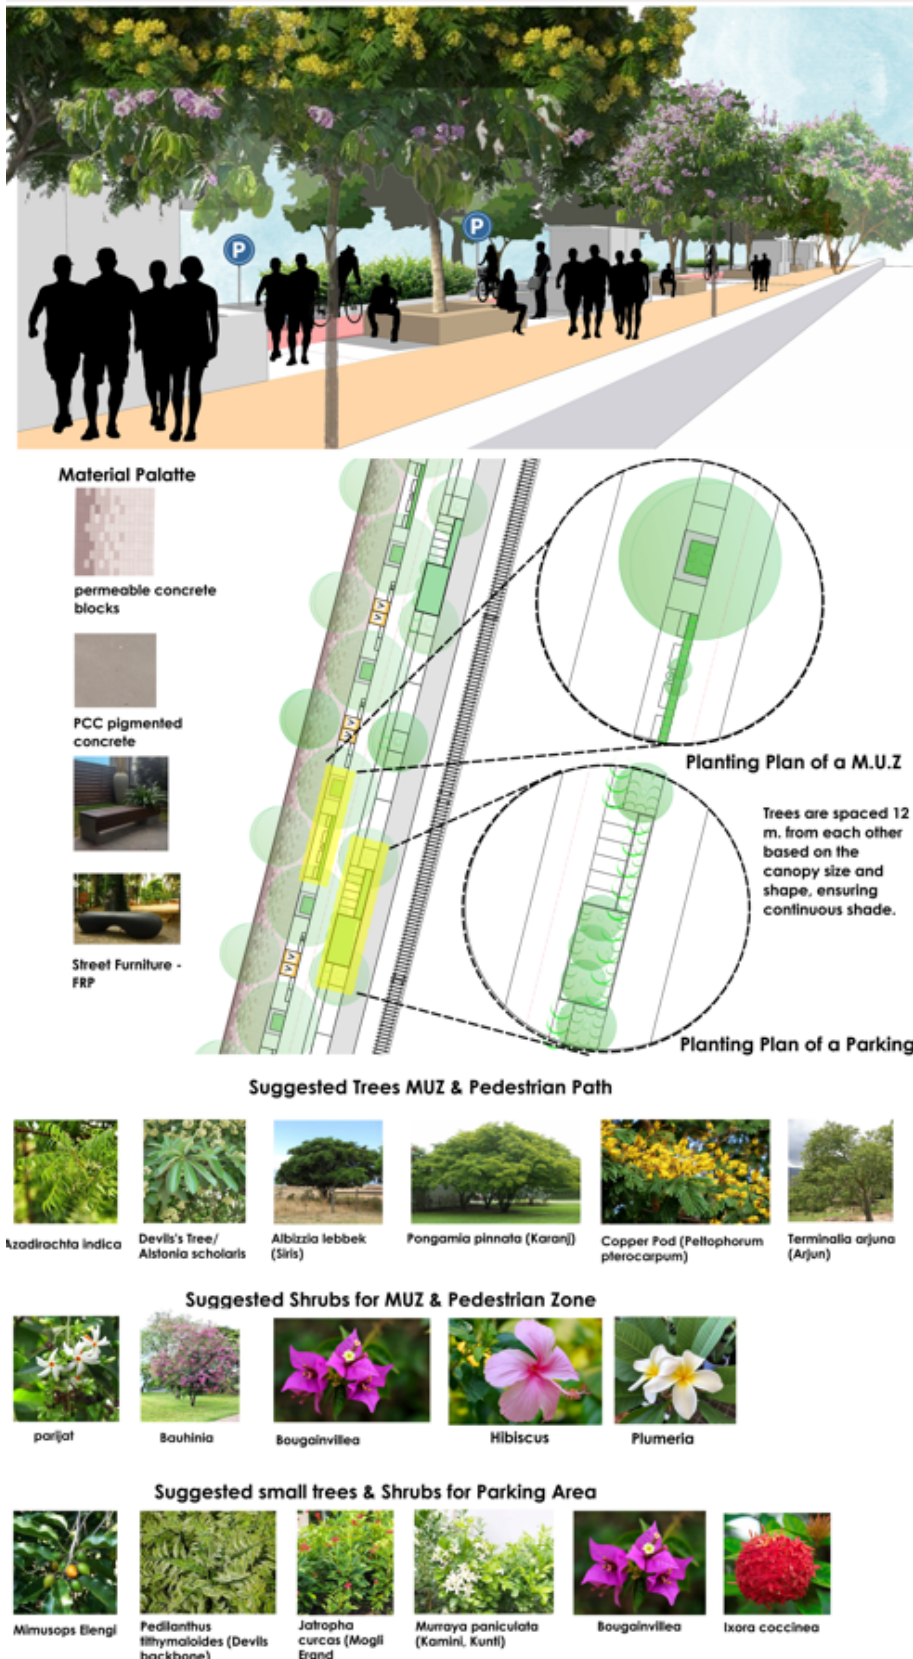 P
P
Material Palatte
permeable concrete
blocks
PCC pigmented
concrete
Street Furniture -
FRP
Planting Plan of a M.U.Z
Trees are spaced 12
m. from each other
based on the
canopy size and
shape, ensuring
continuous shade.
Planting Plan of a Parking
Suggested Trees MUZ & Pedestrian Path
Azadirachta indica
Devils's Tree/
Alstonia scholaris
Albizzia lebbek
(Siris)
Pongamia pinnata (Karanj)
Copper Pod (Peltophorum
pterocarpum)
Terminalia arjuna
(Arjun)
Suggested Shrubs for MUZ & Pedestrian Zone
parijat
Bauhinia
Bougainvillea
Hibiscus
Plumeria
Suggested small trees & Shrubs for Parking Area
Mimusops Elengi
Pedilanthus
tithymaloides (Devils
backbone)
Jatropha
curcas (Mogli
Erand
Murraya paniculata
(Kamini, Kunti)
Bougainvillea
Ixora coccinea